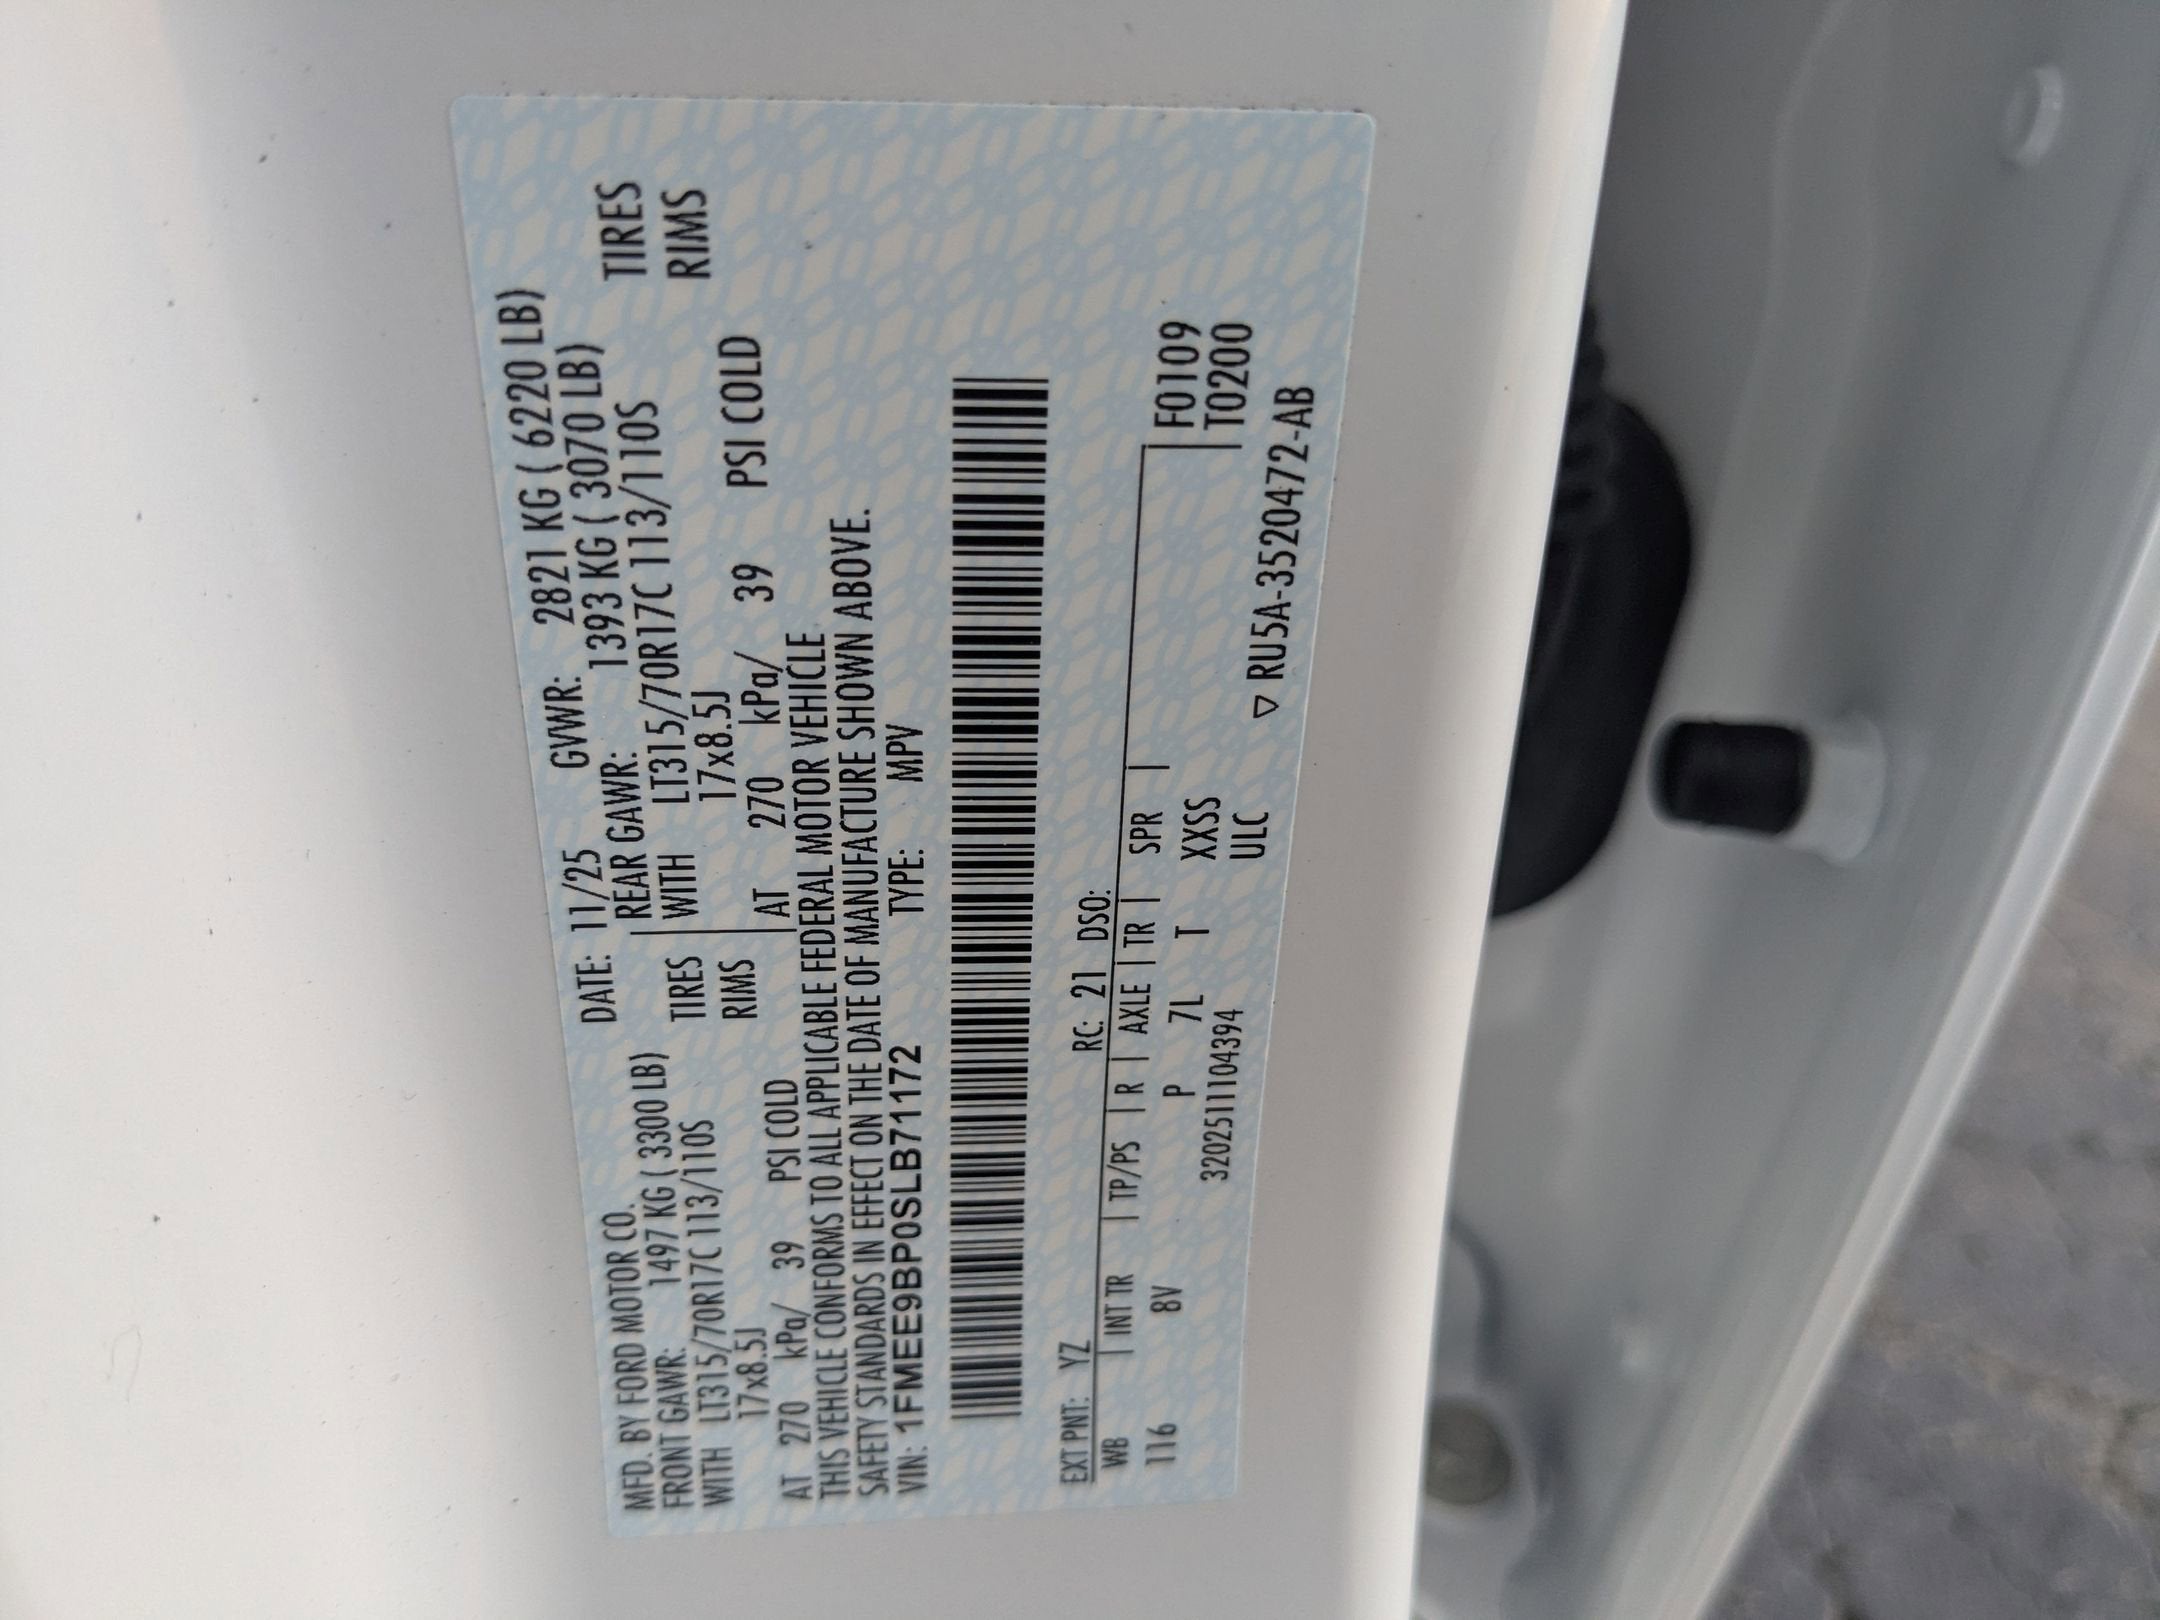 MFD. BY FORD MOTOR CO. DATE: 11/25 GVWR: 2821 KG ( 6220 LB)
FRONT GAWR: 1497 KG ( 3300 LB) REAR GAWR: 1393 KG ( 3070 LB)
WITH LT315/70R17C 113/110S TIRES WITH LT315/70R17C 113/110S TIRES
17x8.5J RIMS 17x8.5J RIMS
AT 270 kPa/ 39 PSI COLD AT 270 kPa/ 39 PSI COLD
THIS VEHICLE CONFORMS TO ALL APPLICABLE FEDERAL MOTOR VEHICLE
SAFETY STANDARDS IN EFFECT ON THE DATE OF MANUFACTURE SHOWN ABOVE.
VIN: 1FMEE9BP0SLB71172 TYPE: MPV
EXT PNT: YZ RC: 21 DSO:
WB | INT TR | TP/PS | R | AXLE | TR | SPR | F0109
116 8V P 7L T XXSS T0200
3202511104394 ULC ▽ RU5A-3520472-AB